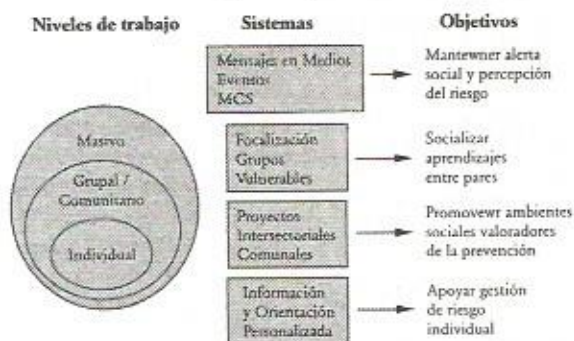 Niveles de trabajo
Sistemas
Objetivos
Masivo
Grupal /
Comunitario
Individual
Mensajes en Medios
Eventos
MCS
Mantewner alerta
social y percepción
del riesgo
Focalización
Grupos
Vulnerables
Socializar
aprendizajes
entre pares
Proyectos
Intersectoriales
Comunales
Promovewr ambientes
sociales valoradores
de la prevención
Información
y Orientación
Personalizada
Apoyar gestión
de riesgo
individual